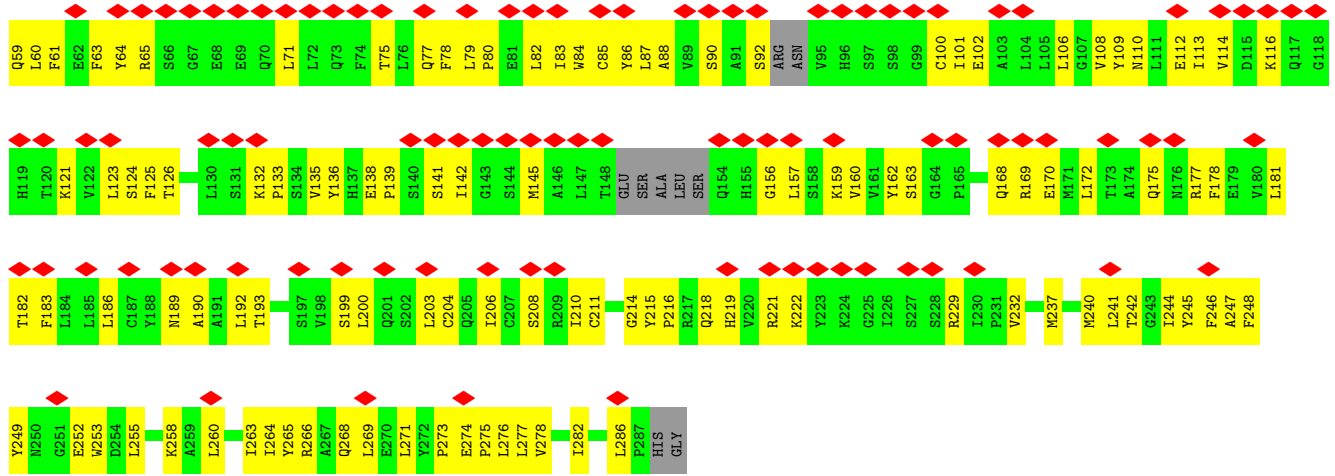 Q59 L60 F61 E62 F63 Y64 R65 S66 G67 E68 E69 Q70 L71 L72 Q73 F74 T75 L76 Q77 F78 L79 P80 E81 L82 I83 W84 C85 Y86 L87 A88 V89 S90 A91 S92 ARG ASN V95 H96 S97 S98 G99 C100 I101 E102 A103 L104 L105 L106 G107 V108 Y109 N110 L111 E112 I113 V114 D115 K116 Q117 G118
H119 T120 K121 V122 L123 S124 F125 T126 L130 S131 K132 P133 S134 V135 Y136 H137 E138 P139 S140 S141 I142 G143 S144 M145 A146 L147 T148 GLU SER ALA LEU SER Q154 H155 G156 L157 S158 K159 V160 V161 Y162 S163 G164 P165 Q168 R169 E170 M171 L172 T173 A174 Q175 N176 R177 F178 E179 V180 L181
T182 F183 L184 L185 L186 C187 Y188 N189 A190 A191 L192 T193 S197 V198 S199 L200 Q201 S202 L203 C204 Q205 I206 C207 S208 R209 I210 C211 G214 Y215 P216 R217 Q218 H219 V220 R221 K222 Y223 K224 G225 I226 S227 S228 R229 I230 P231 V232 M237 M240 L241 T242 G243 I244 Y245 F246 A247 F248
Y249 N250 G251 E252 W253 D254 L255 K258 A259 L260 I263 I264 Y265 R266 A267 Q268 L269 E270 L271 Y272 P273 E274 P275 L276 L277 V278 I282 L286 P287 HIS GLY